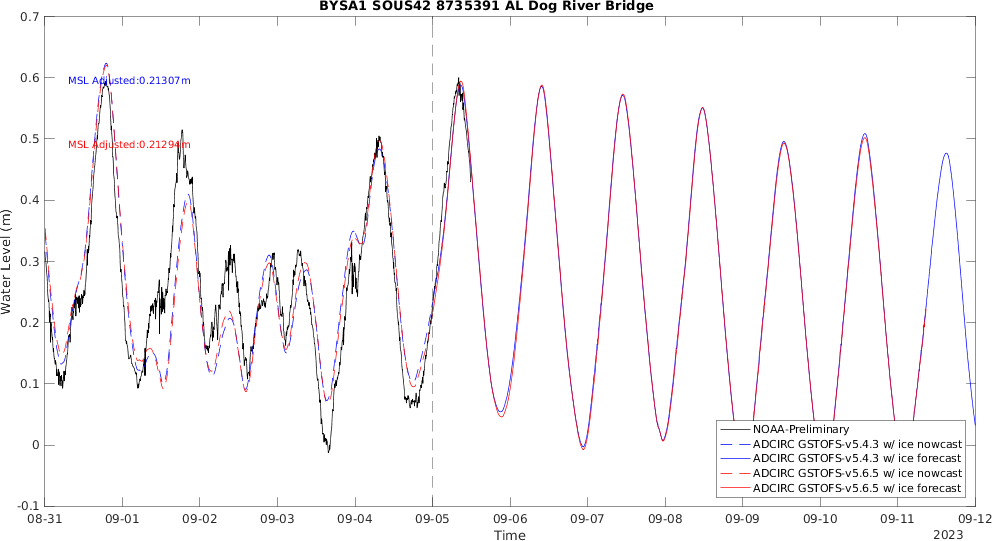 BYSA1 SOUS42 8735391 AL Dog River Bridge
0.7
0.6
0.5
0.4
0.3
0.2
0.1
0
-0.1
Water Level (m)
MSL Adjusted:0.21307m
MSL Adjusted:0.21294m
NOAA-Preliminary
ADCIRC GSTOFS-v5.4.3 w/ ice nowcast
ADCIRC GSTOFS-v5.4.3 w/ ice forecast
ADCIRC GSTOFS-v5.6.5 w/ ice nowcast
ADCIRC GSTOFS-v5.6.5 w/ ice forecast
08-31 09-01 09-02 09-03 09-04 09-05 09-06 09-07 09-08 09-09 09-10 09-11 09-12
Time
2023